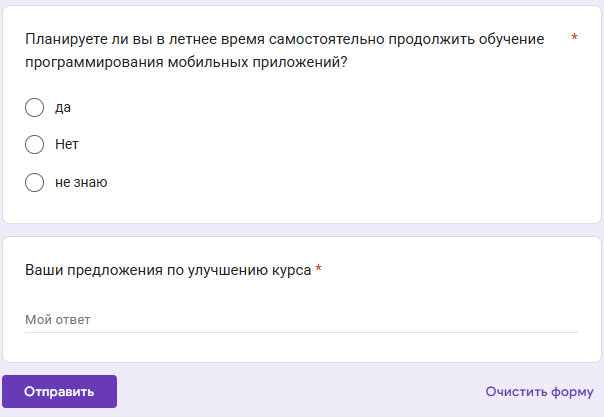 Планируете ли вы в летнее время самостоятельно продолжить обучение *
программирования мобильных приложений?
да
Нет
не знаю
Ваши предложения по улучшению курса *
Мой ответ
Отправить
Очистить форму